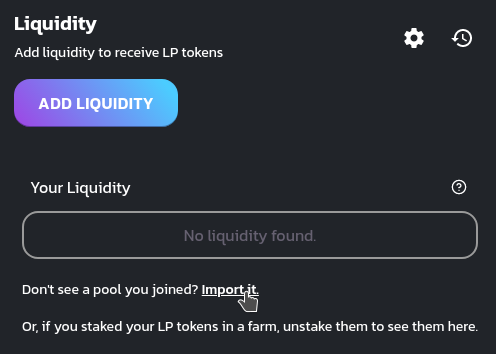 Liquidity
Add liquidity to receive LP tokens
ADD LIQUIDITY
Your Liquidity
No liquidity found.
Don't see a pool you joined? Import it.
Or, if you staked your LP tokens in a farm, unstake them to see them here.